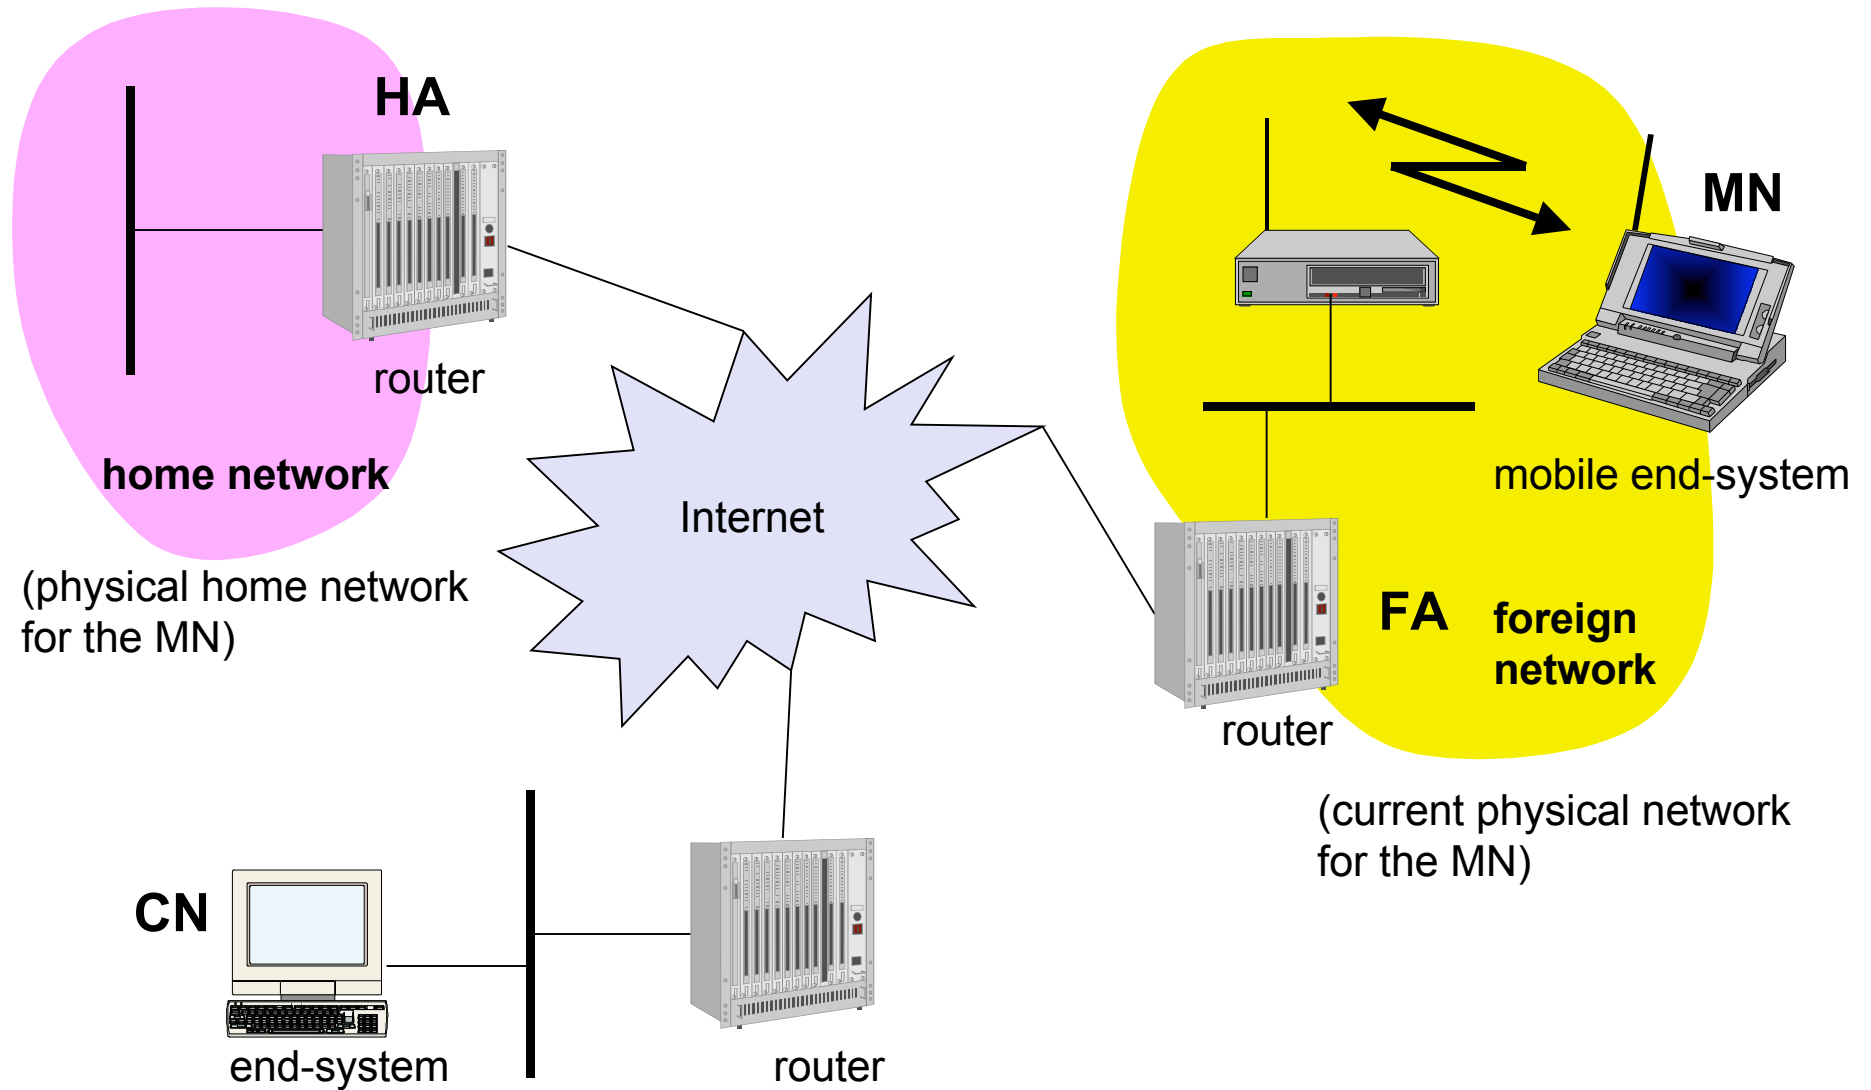 HA
router
home network
(physical home network
for the MN)
Internet
MN
mobile end-system
FA
foreign
network
router
(current physical network
for the MN)
CN
end-system
router